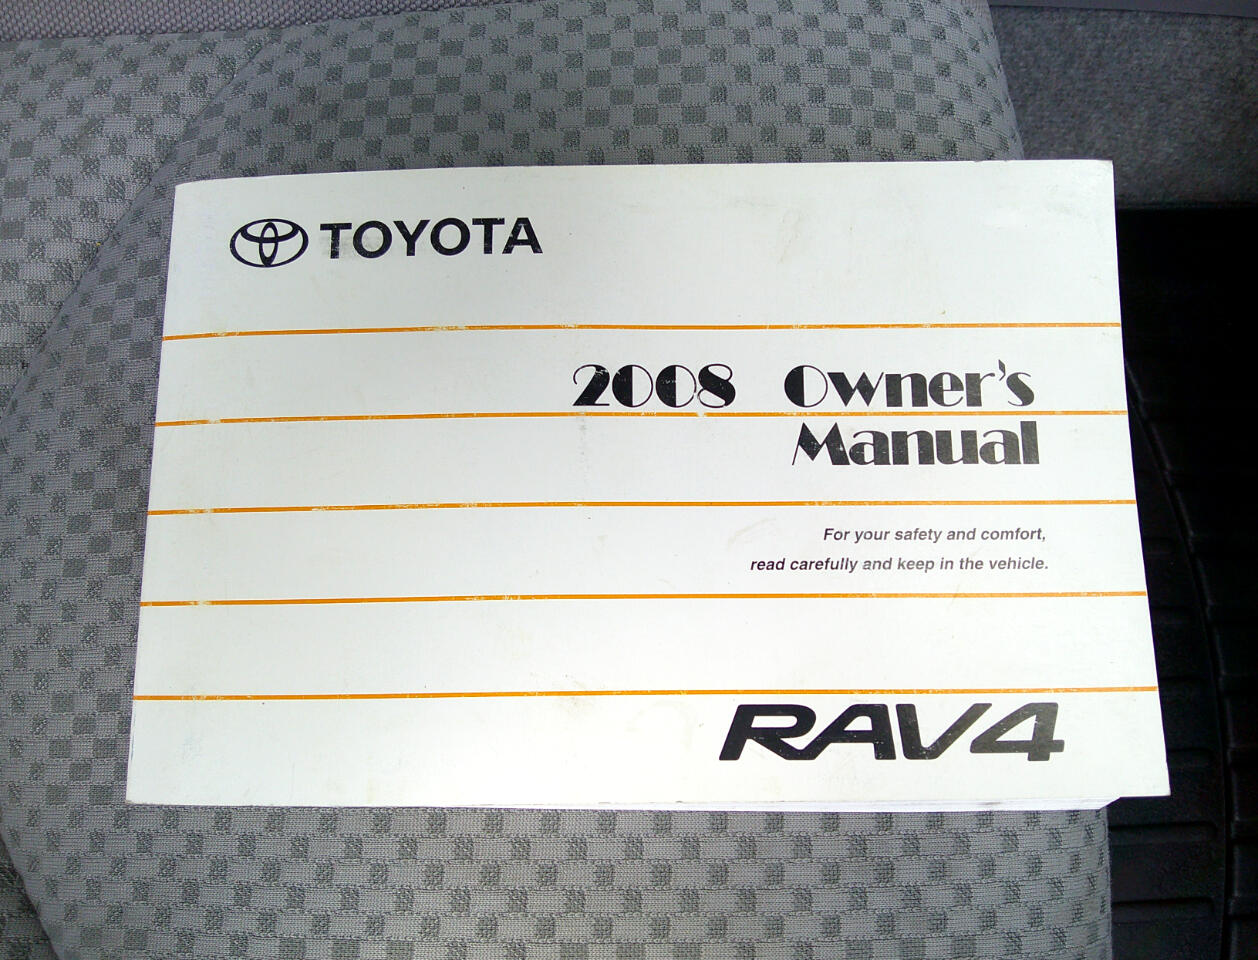 TOYOTA
2008 Owner's
Manual
For your safety and comfort,
read carefully and keep in the vehicle.
RAV4